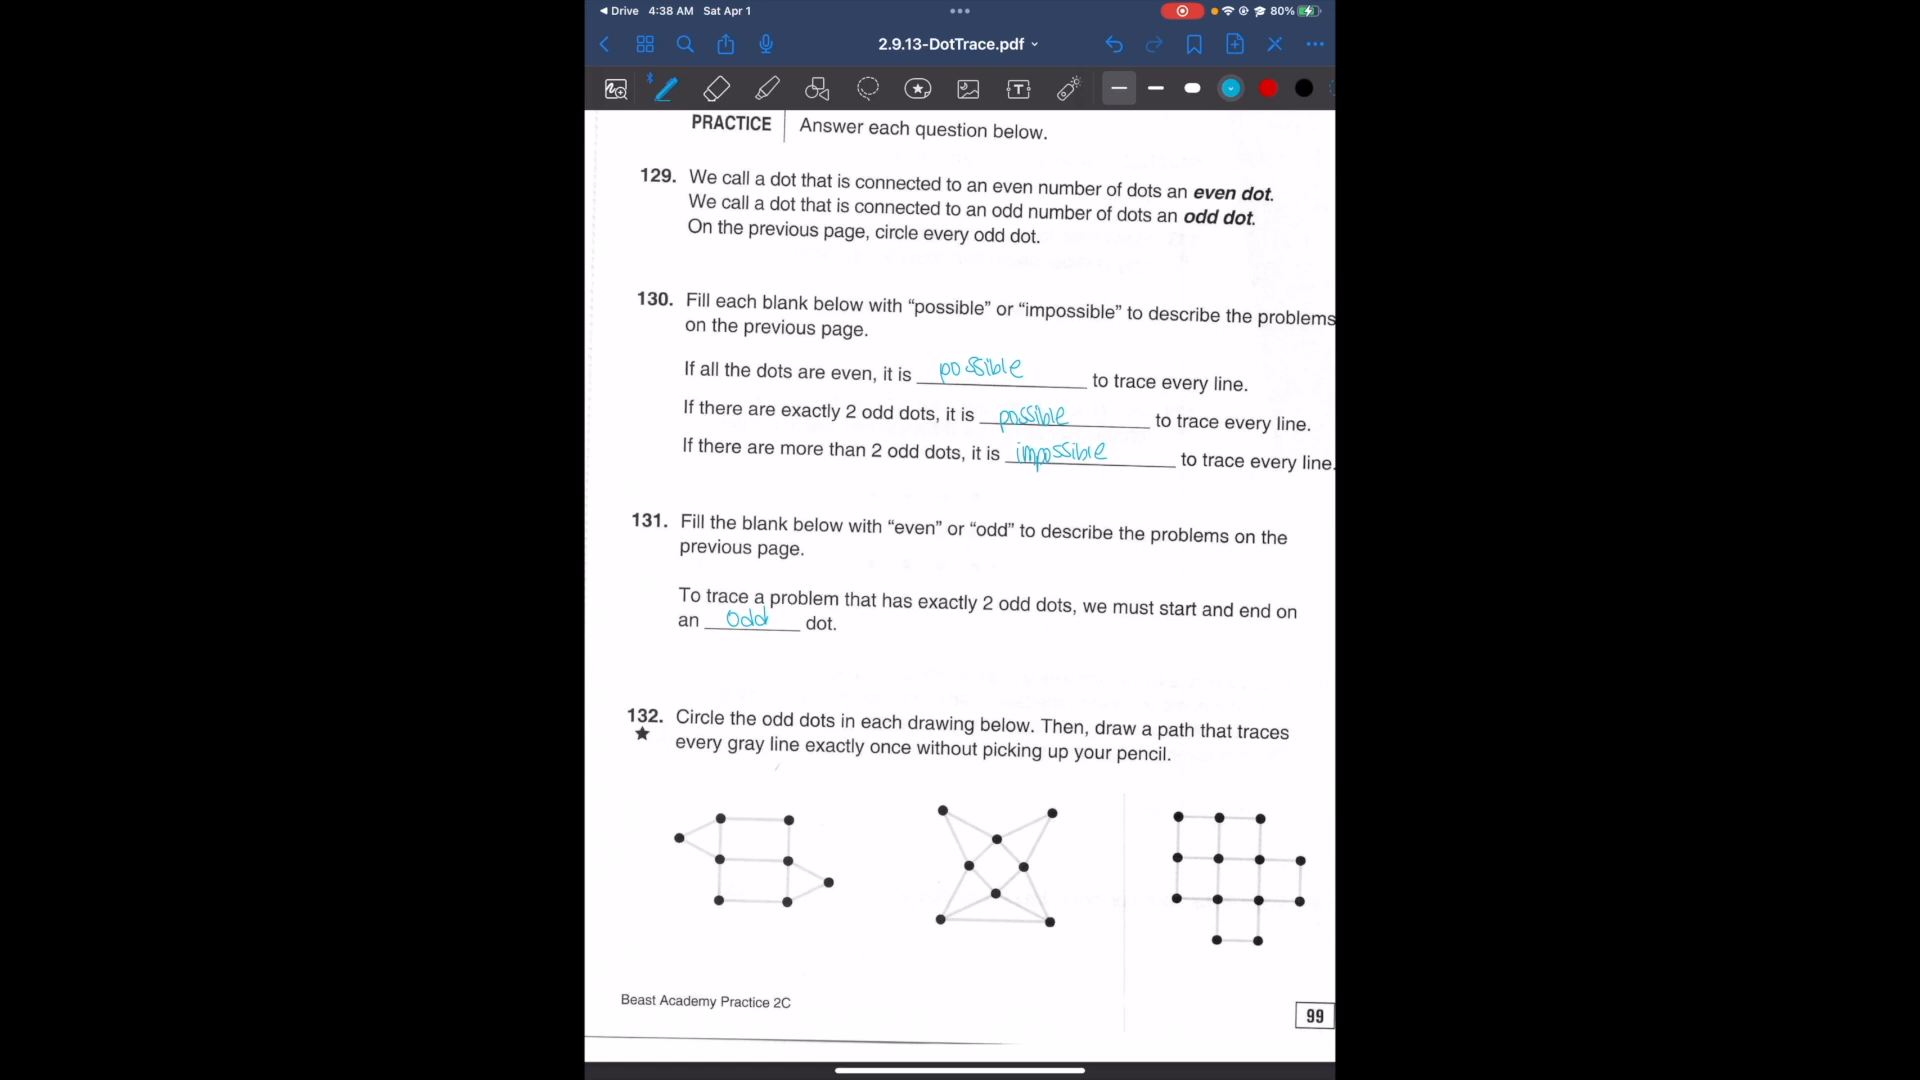 Drive 4:38 AM Sat Apr 1
80%
2.9.13-DotTrace.pdf
T
PRACTICE Answer each question below.
129. We call a dot that is connected to an even number of dots an even dot.
We call a dot that is connected to an odd number of dots an odd dot.
On the previous page, circle every odd dot.
130. Fill each blank below with “possible” or “impossible” to describe the problems
on the previous page.
If all the dots are even, it is possible to trace every line.
If there are exactly 2 odd dots, it is possible to trace every line.
If there are more than 2 odd dots, it is impossible to trace every line.
131. Fill the blank below with “even” or “odd” to describe the problems on the
previous page.
To trace a problem that has exactly 2 odd dots, we must start and end on
an odd dot.
132. Circle the odd dots in each drawing below. Then, draw a path that traces
every gray line exactly once without picking up your pencil.
Beast Academy Practice 2C
99